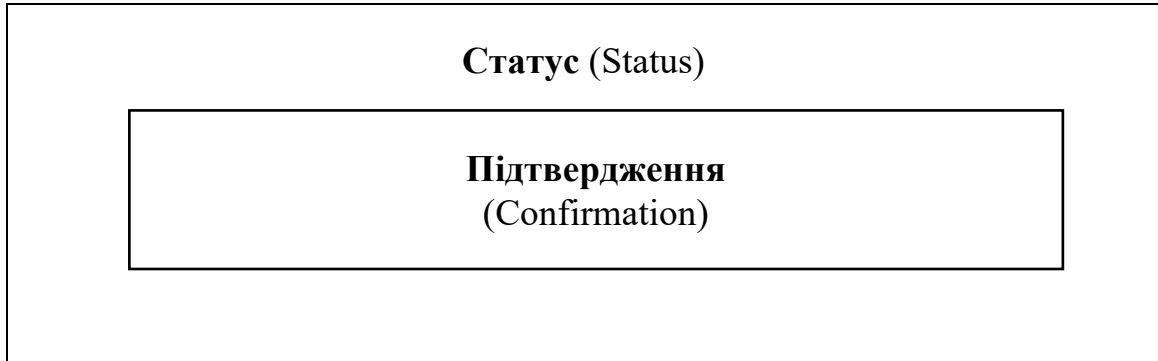 Статус (Status)
Підтвердження
(Confirmation)